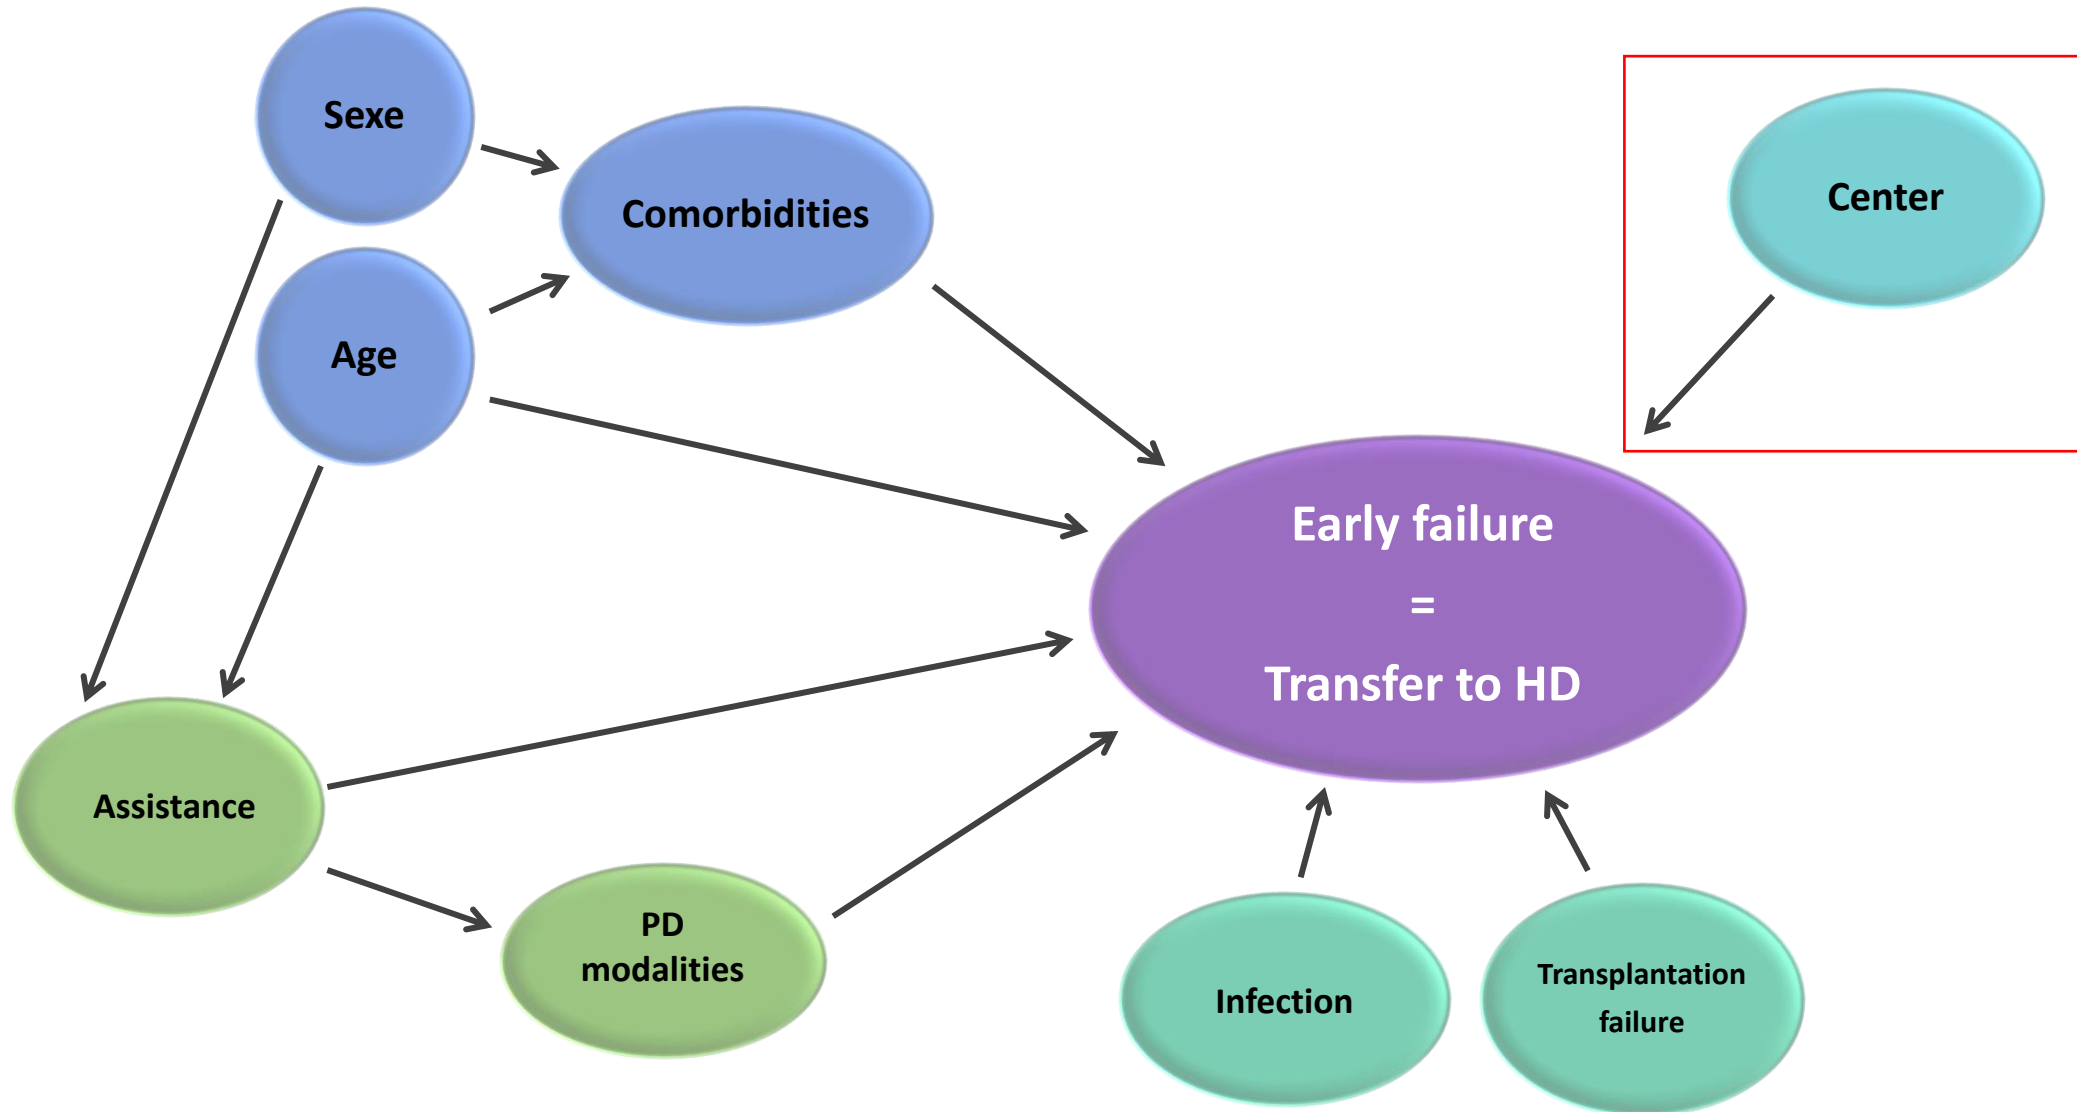 Sexe
Comorbidities
Center
Age
Early failure
=
Transfer to HD
Assistance
PD
modalities
Infection
Transplantation
failure